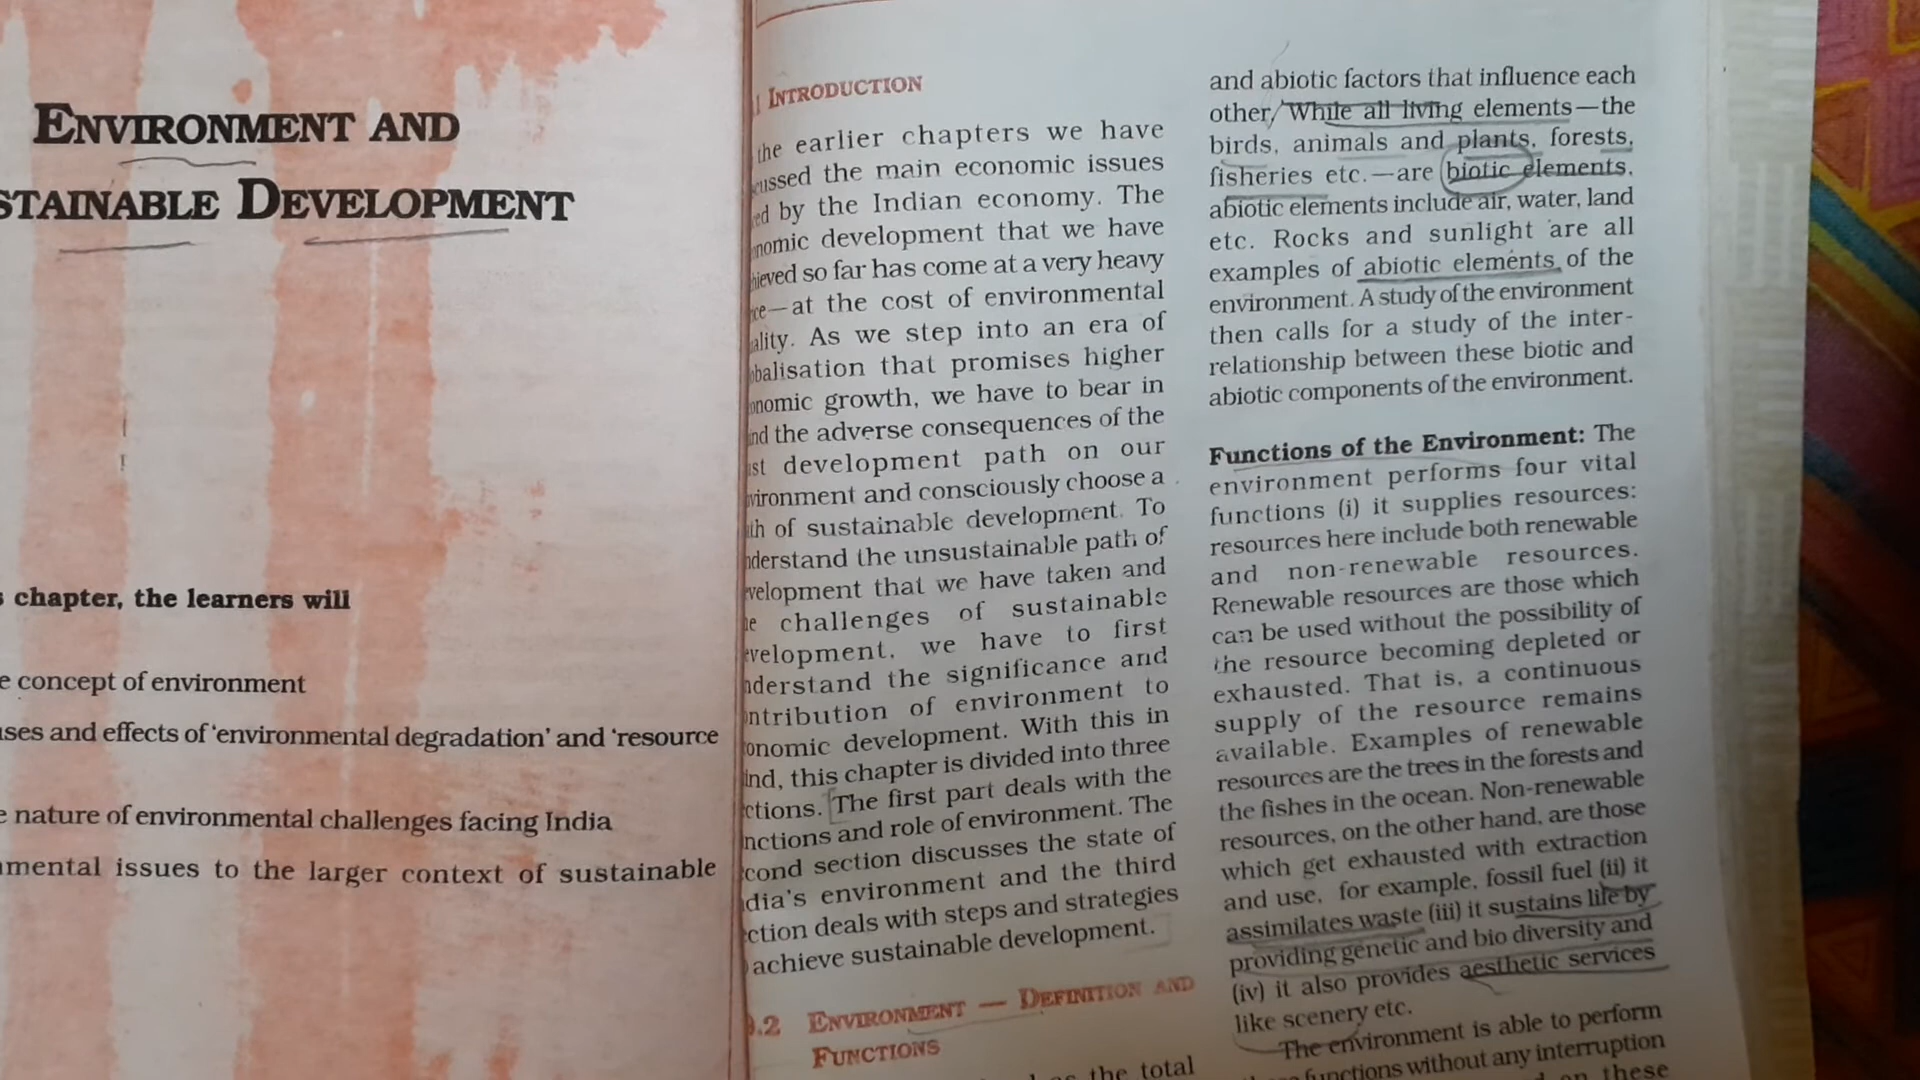 ENVIRONMENT AND
STAINABLE DEVELOPMENT
chapter, the learners will
concept of environment
and effects of 'environmental degradation' and 'resource
nature of environmental challenges facing India
mental issues to the larger context of sustainable
INTRODUCTION
the earlier chapters we have
cussed the main economic issues
ed by the Indian economy. The
nomic development that we have
hieved so far has come at a very heavy
ce—at the cost of environmental
ality. As we step into an era of
obalisation that promises higher
onomic growth, we have to bear in
nd the adverse consequences of the
st development path on our
vironment and consciously choose a
th of sustainable development. To
nderstand the unsustainable path of
velopment that we have taken and
e challenges of sustainable
velopment, we have to first
nderstand the significance and
ntribution of environment to
onomic development. With this in
ind, this chapter is divided into three
ctions. The first part deals with the
nctions and role of environment. The
cond section discusses the state of
dia's environment and the third
ction deals with steps and strategies
achieve sustainable development.
.2 ENVIRONMENT — DEFINITION AND
FUNCTIONS
the total
and abiotic factors that influence each
other. While all living elements—the
birds, animals and plants, forests,
fisheries etc.—are biotic elements,
abiotic elements include air, water, land
etc. Rocks and sunlight are all
examples of abiotic elements of the
environment. A study of the environment
then calls for a study of the inter-
relationship between these biotic and
abiotic components of the environment.
Functions of the Environment: The
environment performs four vital
functions (i) it supplies resources:
resources here include both renewable
and non-renewable resources.
Renewable resources are those which
can be used without the possibility of
the resource becoming depleted or
exhausted. That is, a continuous
supply of the resource remains
available. Examples of renewable
resources are the trees in the forests and
the fishes in the ocean. Non-renewable
resources, on the other hand, are those
which get exhausted with extraction
and use, for example, fossil fuel (ii) it
assimilates waste (iii) it sustains life by
providing genetic and bio diversity and
(iv) it also provides aesthetic services
like scenery etc.
The environment is able to perform
functions without any interruption
on these